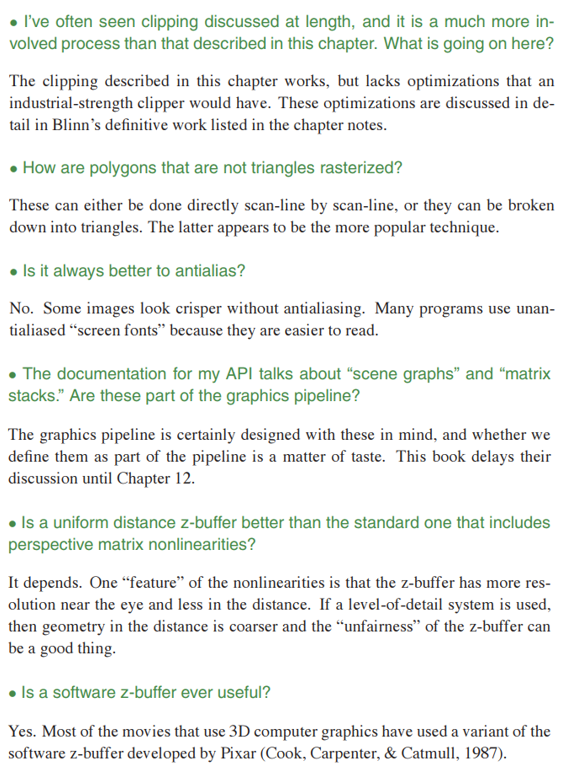 • I've often seen clipping discussed at length, and it is a much more in-
volved process than that described in this chapter. What is going on here?
The clipping described in this chapter works, but lacks optimizations that an
industrial-strength clipper would have. These optimizations are discussed in de-
tail in Blinn's definitive work listed in the chapter notes.
• How are polygons that are not triangles rasterized?
These can either be done directly scan-line by scan-line, or they can be broken
down into triangles. The latter appears to be the more popular technique.
• Is it always better to antialias?
No. Some images look crisper without antialiasing. Many programs use unan-
tialiased “screen fonts” because they are easier to read.
• The documentation for my API talks about “scene graphs” and “matrix
stacks.” Are these part of the graphics pipeline?
The graphics pipeline is certainly designed with these in mind, and whether we
define them as part of the pipeline is a matter of taste. This book delays their
discussion until Chapter 12.
• Is a uniform distance z-buffer better than the standard one that includes
perspective matrix nonlinearities?
It depends. One “feature” of the nonlinearities is that the z-buffer has more res-
olution near the eye and less in the distance. If a level-of-detail system is used,
then geometry in the distance is coarser and the “unfairness” of the z-buffer can
be a good thing.
• Is a software z-buffer ever useful?
Yes. Most of the movies that use 3D computer graphics have used a variant of the
software z-buffer developed by Pixar (Cook, Carpenter, & Catmull, 1987).